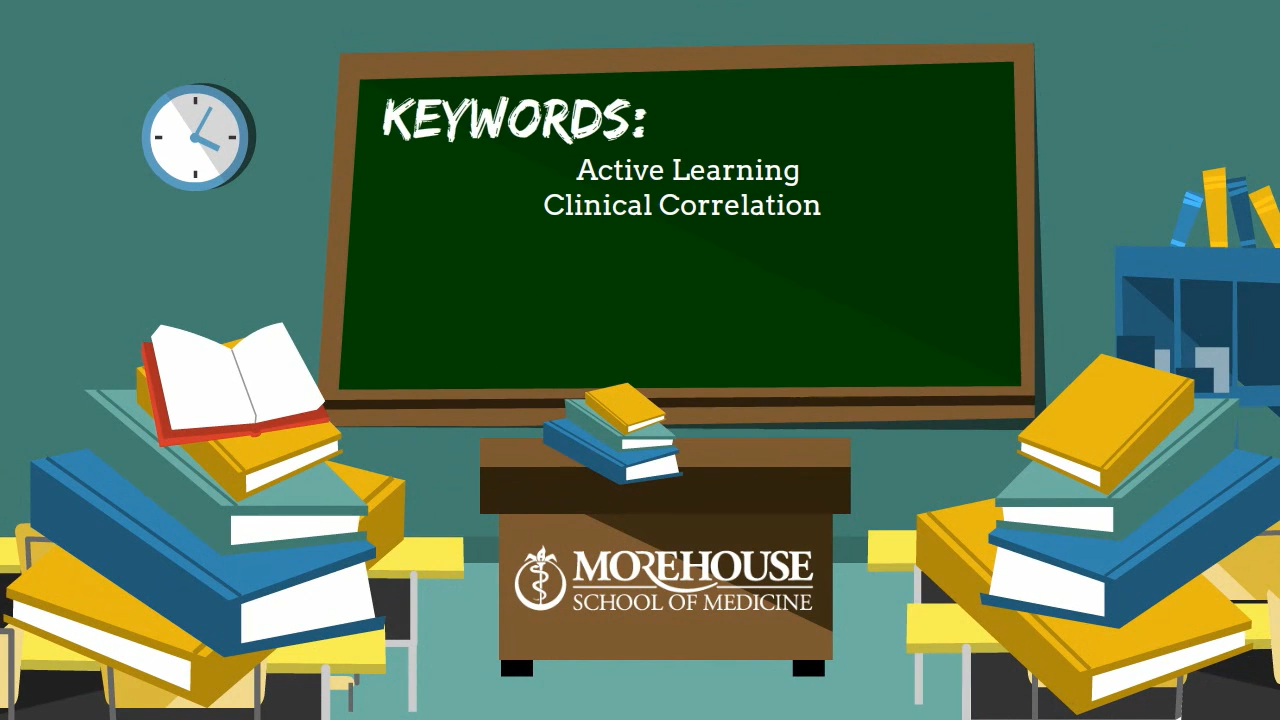 KEYWORDS:
Active Learning
Clinical Correlation
MOREHOUSE
SCHOOL OF MEDICINE